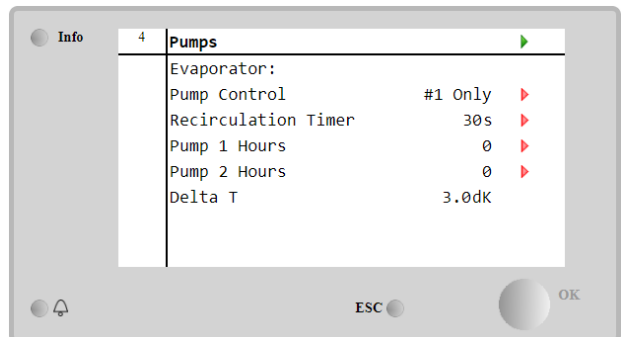 Info
4 Pumps
Evaporator:
Pump Control #1 Only
Recirculation Timer 30s
Pump 1 Hours 0
Pump 2 Hours 0
Delta T 3.0dK
ESC
OK